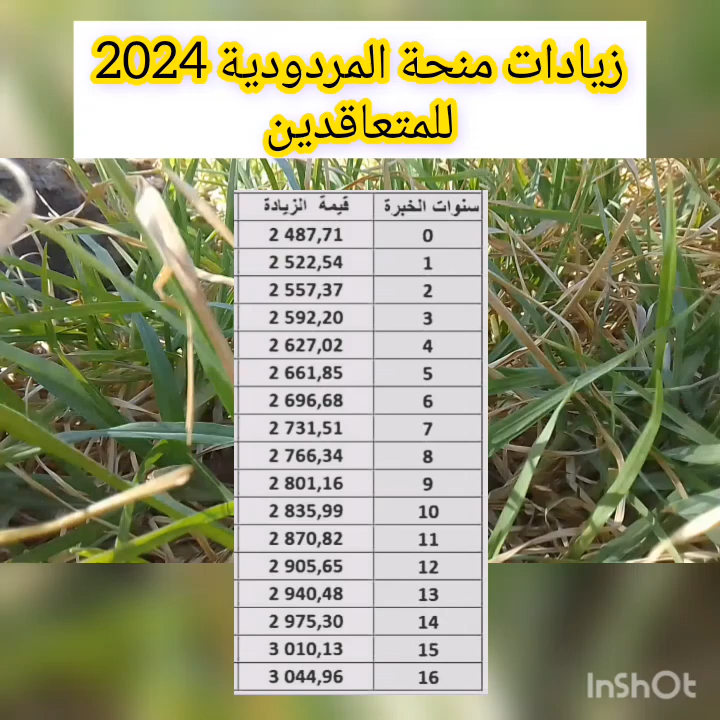 زيادات منحة المردودية 2024
للمتعاقدين
سنوات الخبرة قيمة الزيادة
0 2 487,71
1 2 522,54
2 2 557,37
3 2 592,20
4 2 627,02
5 2 661,85
6 2 696,68
7 2 731,51
8 2 766,34
9 2 801,16
10 2 835,99
11 2 870,82
12 2 905,65
13 2 940,48
14 2 975,30
15 3 010,13
16 3 044,96
InShOt